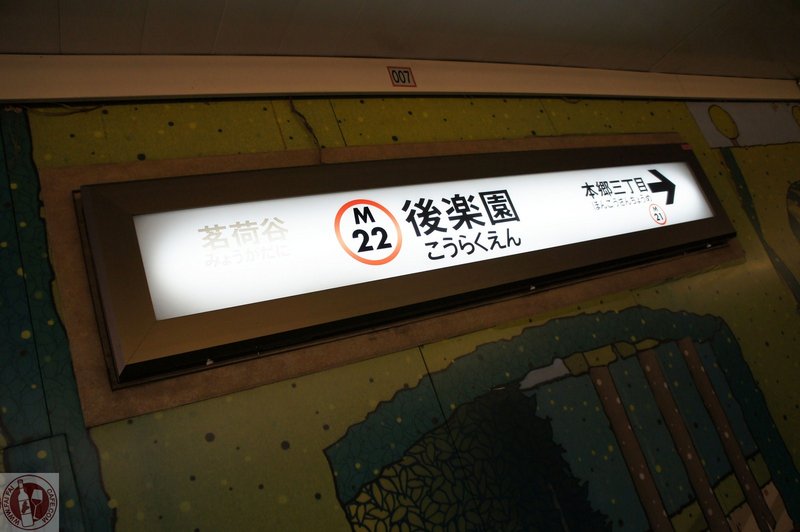 007
茗荷谷
みょうがだに
M
22
後楽園
こうらくえん
本郷三丁目
ほんごうさんちょうめ
M
21